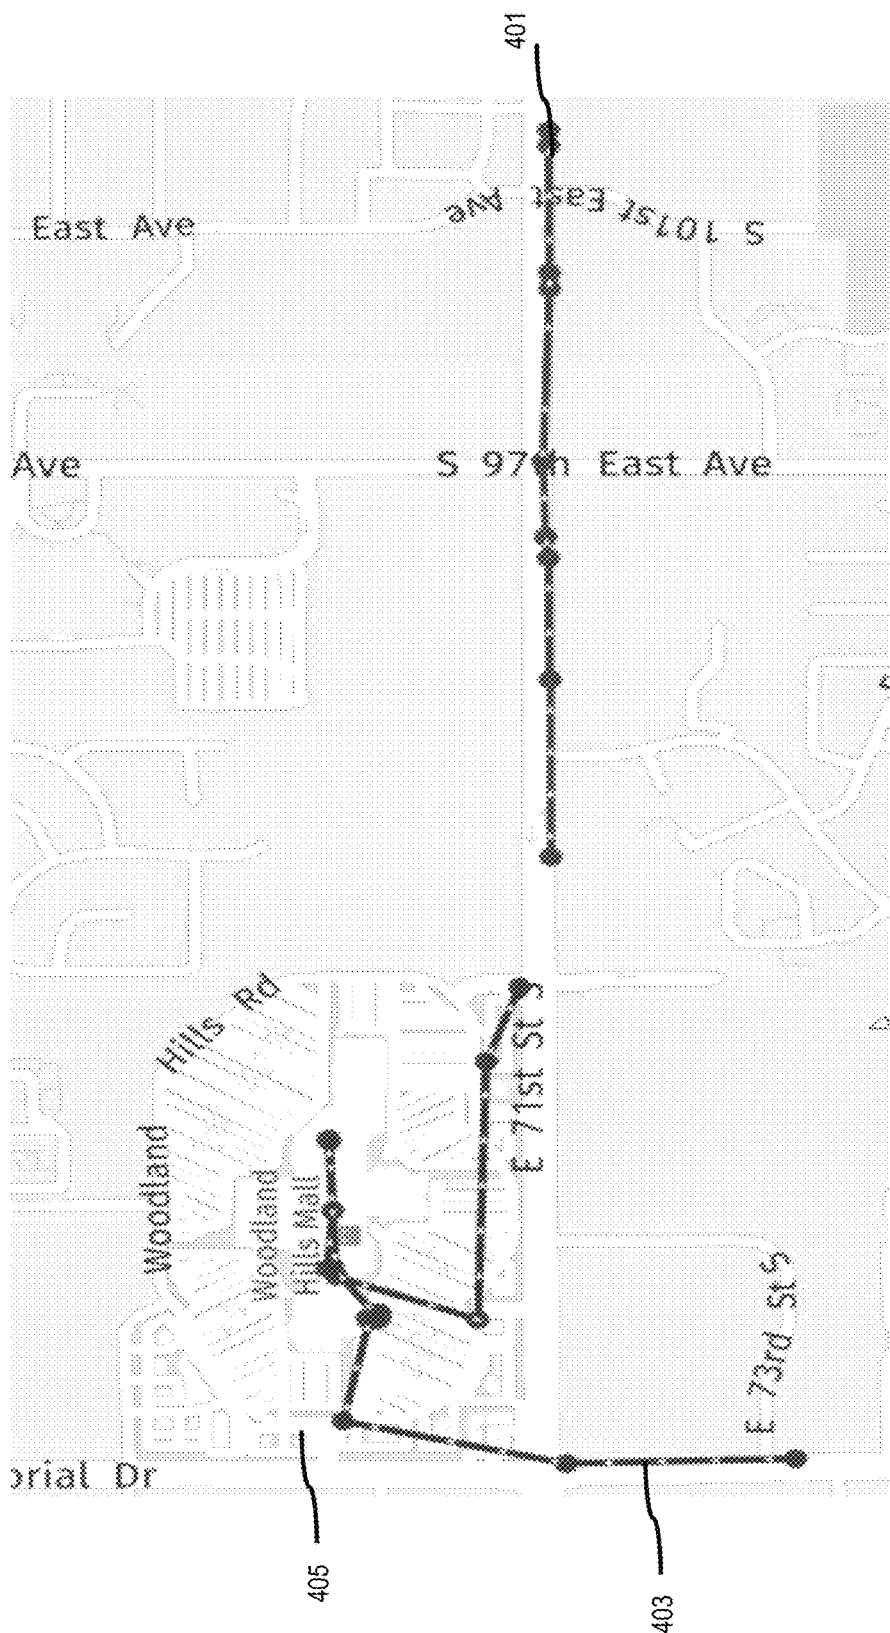 401
East Ave
S 101st East Ave
Ave
S 97th East Ave
Hills Rd
Woodland
Woodland
Hills Mall
E 71st St S
E 73rd St S
orial Dr
405
403